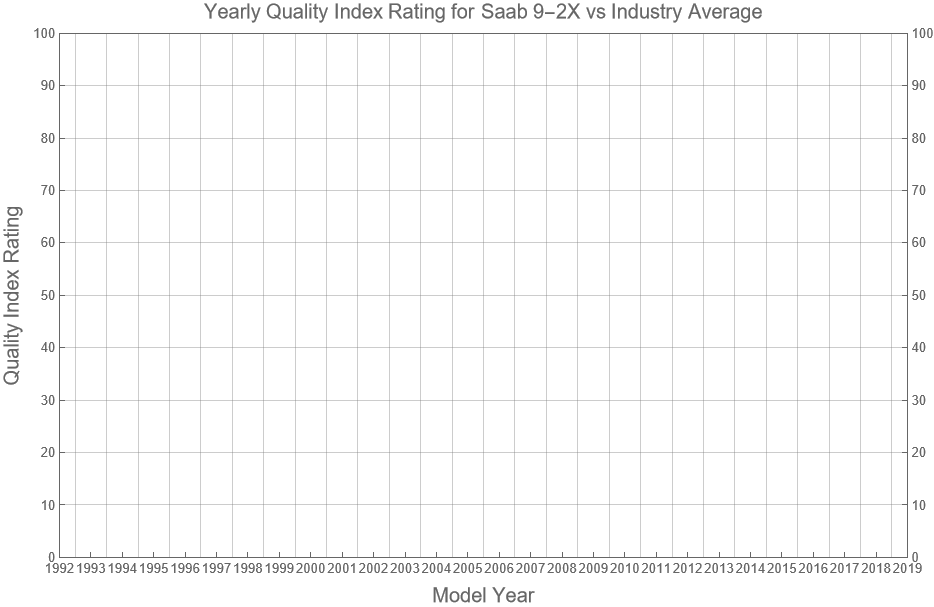 Yearly Quality Index Rating for Saab 9–2X vs Industry Average
100 100
90 90
80 80
70 70
60 60
50 50
40 40
30 30
20 20
10 10
0 0
Quality Index Rating
1992 1993 1994 1995 1996 1997 1998 1999 2000 2001 2002 2003 2004 2005 2006 2007 2008 2009 2010 2011 2012 2013 2014 2015 2016 2017 2018 2019
Model Year